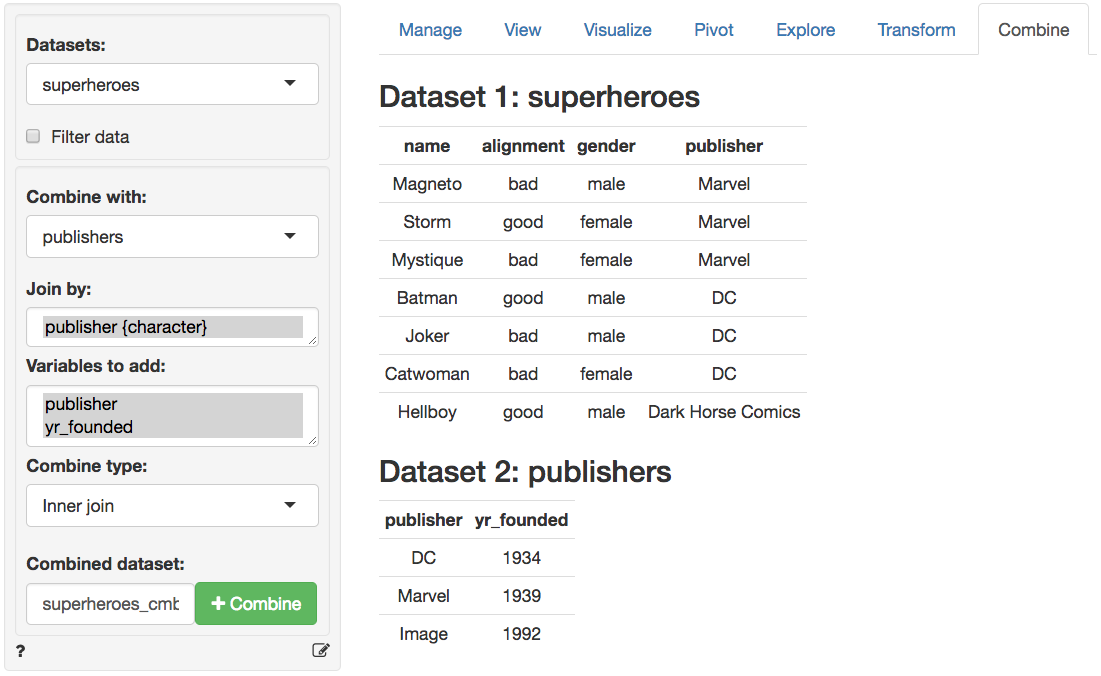 Datasets:
superheroes
Filter data
Combine with:
publishers
Join by:
publisher {character}
Variables to add:
publisher
yr_founded
Combine type:
Inner join
Combined dataset:
superheroes_cmb
+ Combine
?
Manage View Visualize Pivot Explore Transform Combine
Dataset 1: superheroes
name alignment gender publisher
Magneto bad male Marvel
Storm good female Marvel
Mystique bad female Marvel
Batman good male DC
Joker bad male DC
Catwoman bad female DC
Hellboy good male Dark Horse Comics
Dataset 2: publishers
publisher yr_founded
DC 1934
Marvel 1939
Image 1992